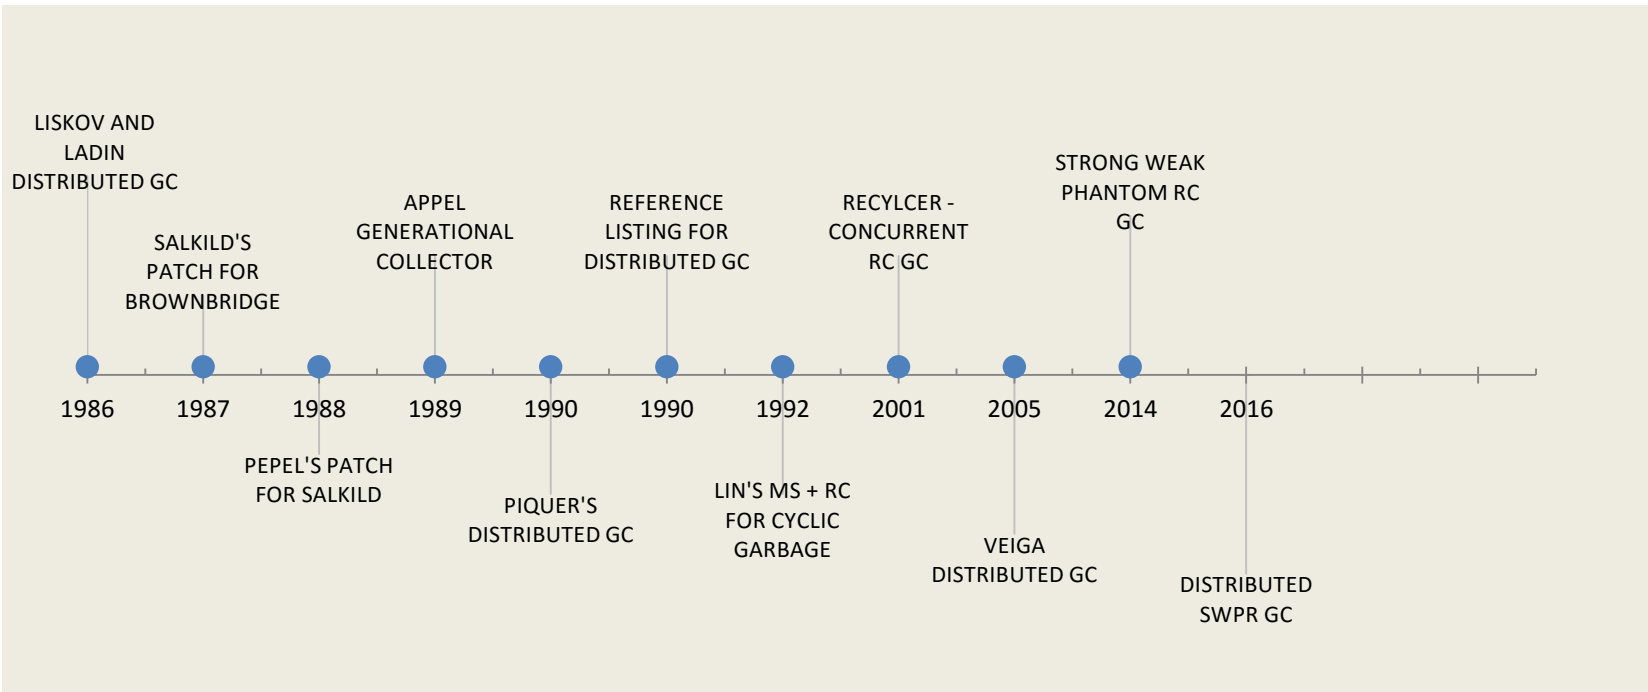 LISKOV AND
LADIN
DISTRIBUTED GC
SALKILD'S
PATCH FOR
BROWNBRIDGE
APPEL
GENERATIONAL
COLLECTOR
REFERENCE
LISTING FOR
DISTRIBUTED GC
RECYLCER -
CONCURRENT
RC GC
STRONG WEAK
PHANTOM RC
GC
1986 1987 1988 1989 1990 1990 1992 2001 2005 2014 2016
PEPEL'S PATCH
FOR SALKILD
PIQUER'S
DISTRIBUTED GC
LIN'S MS + RC
FOR CYCLIC
GARBAGE
VEIGA
DISTRIBUTED GC
DISTRIBUTED
SWPR GC